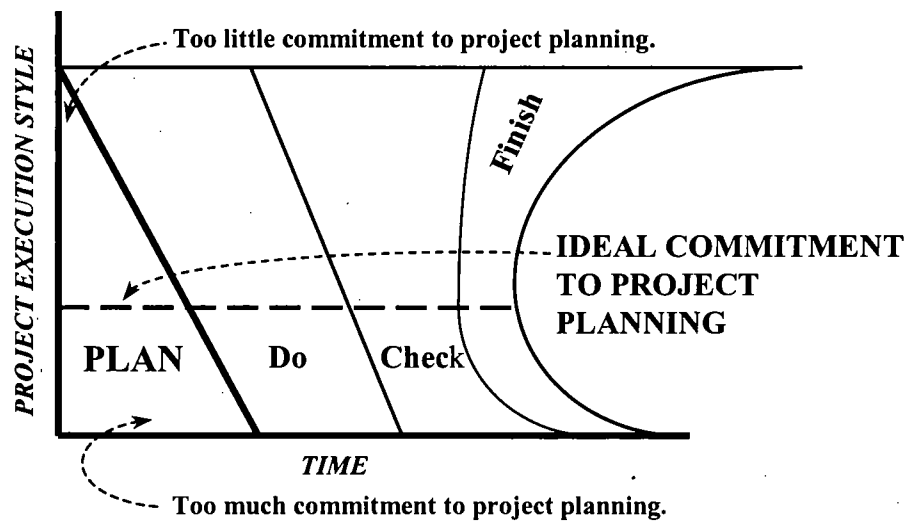 Too little commitment to project planning.
PROJECT EXECUTION STYLE
Finish
IDEAL COMMITMENT
TO PROJECT
PLANNING
PLAN
Do
Check
TIME
Too much commitment to project planning.